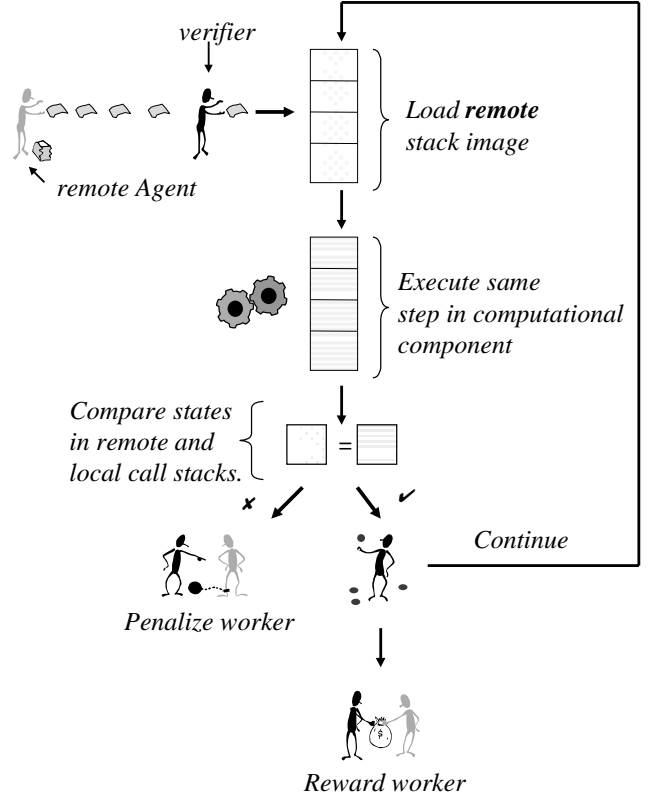 verifier
Load remote
stack image
remote Agent
Execute same
step in computational
component
Compare states
in remote and
local call stacks.
=
✘
✔
Continue
Penalize worker
$
Reward worker